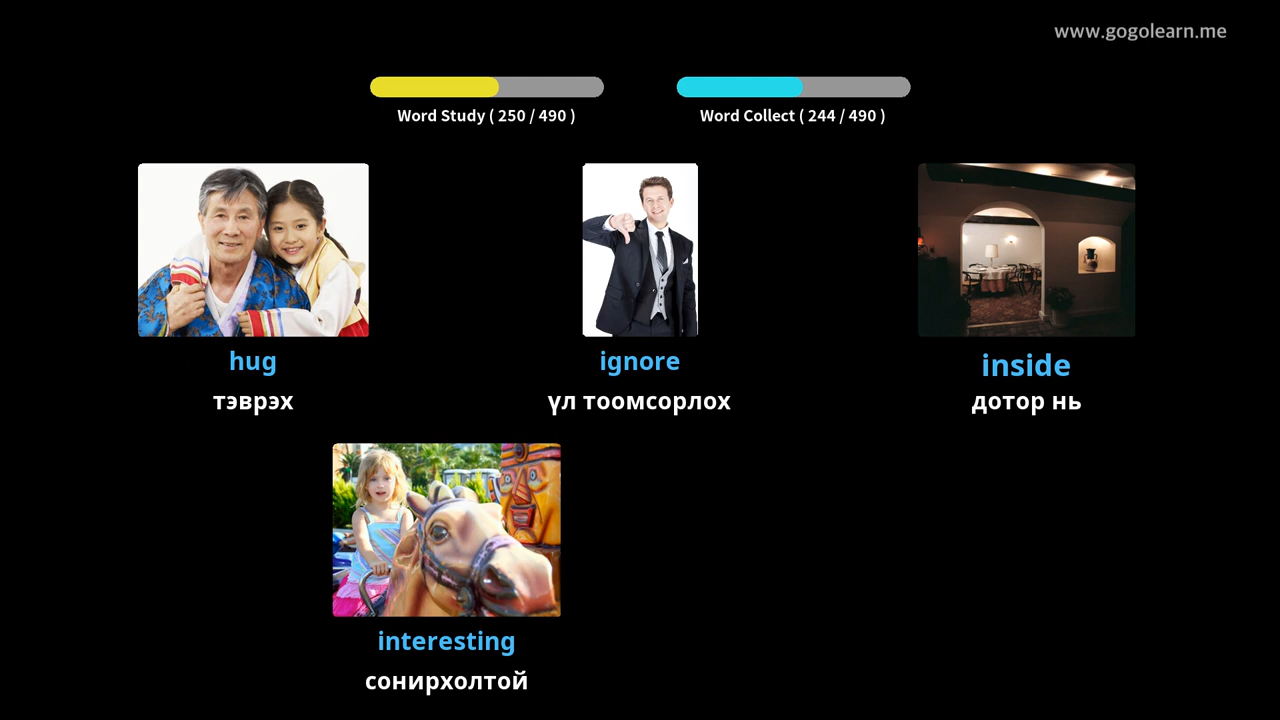 www.gogolearn.me
Word Study ( 250 / 490 )
Word Collect ( 244 / 490 )
hug
ignore
inside
тэврэх
үл тоомсорлох
дотор нь
interesting
сонирхолтой